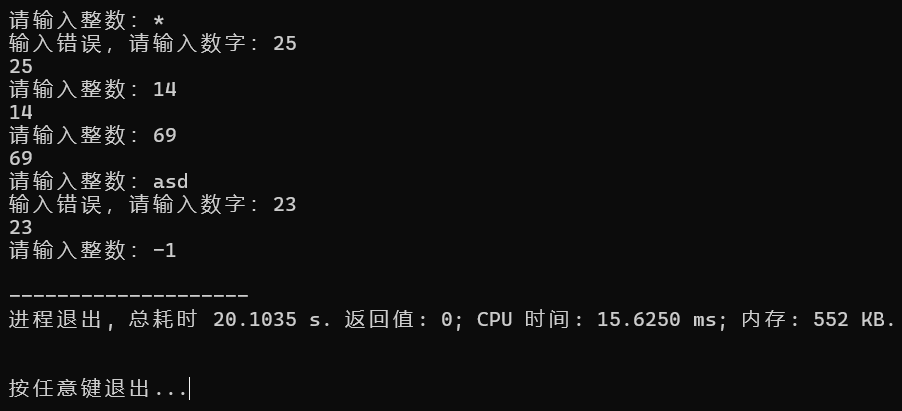 请输入整数: *
输入错误, 请输入数字: 25
25
请输入整数: 14
14
请输入整数: 69
69
请输入整数: asd
输入错误, 请输入数字: 23
23
请输入整数: -1
--------------------
进程退出, 总耗时 20.1035 s. 返回值: 0; CPU 时间: 15.6250 ms; 内存: 552 KB.
按任意键退出...